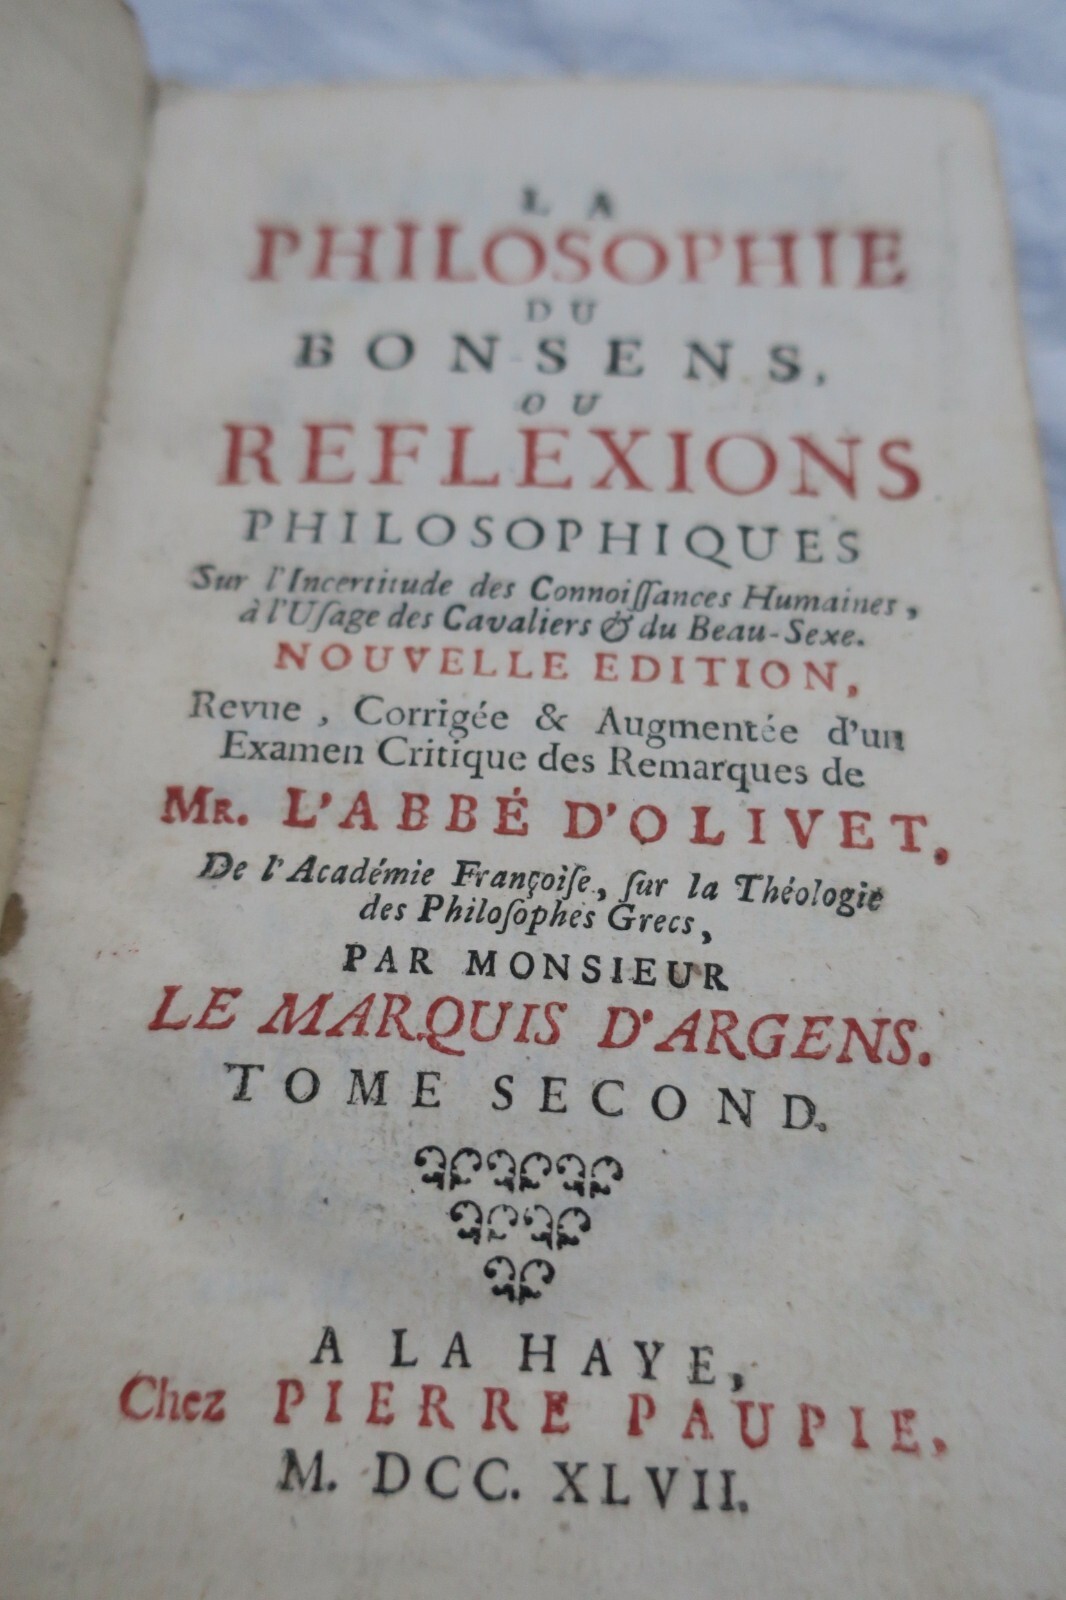 LA
PHILOSOPHIE
DU
BONSENS,
OU
REFLEXIONS
PHILOSOPHIQUES
Sur l'Incertitude des Connoiſſances Humaines,
à l'Uſage des Cavaliers & du Beau-Sexe.
NOUVELLE EDITION,
Revue, Corrigée & Augmentée d'un
Examen Critique des Remarques de
MR. L'ABBÉ D'OLIVET,
De l'Académie Françoiſe, ſur la Théologie
des Philoſophes Grecs,
PAR MONSIEUR
LE MARQUIS D'ARGENS.
TOME SECOND.
A LA HAYE,
Chez PIERRE PAUPIE,
M. DCC. XLVII.